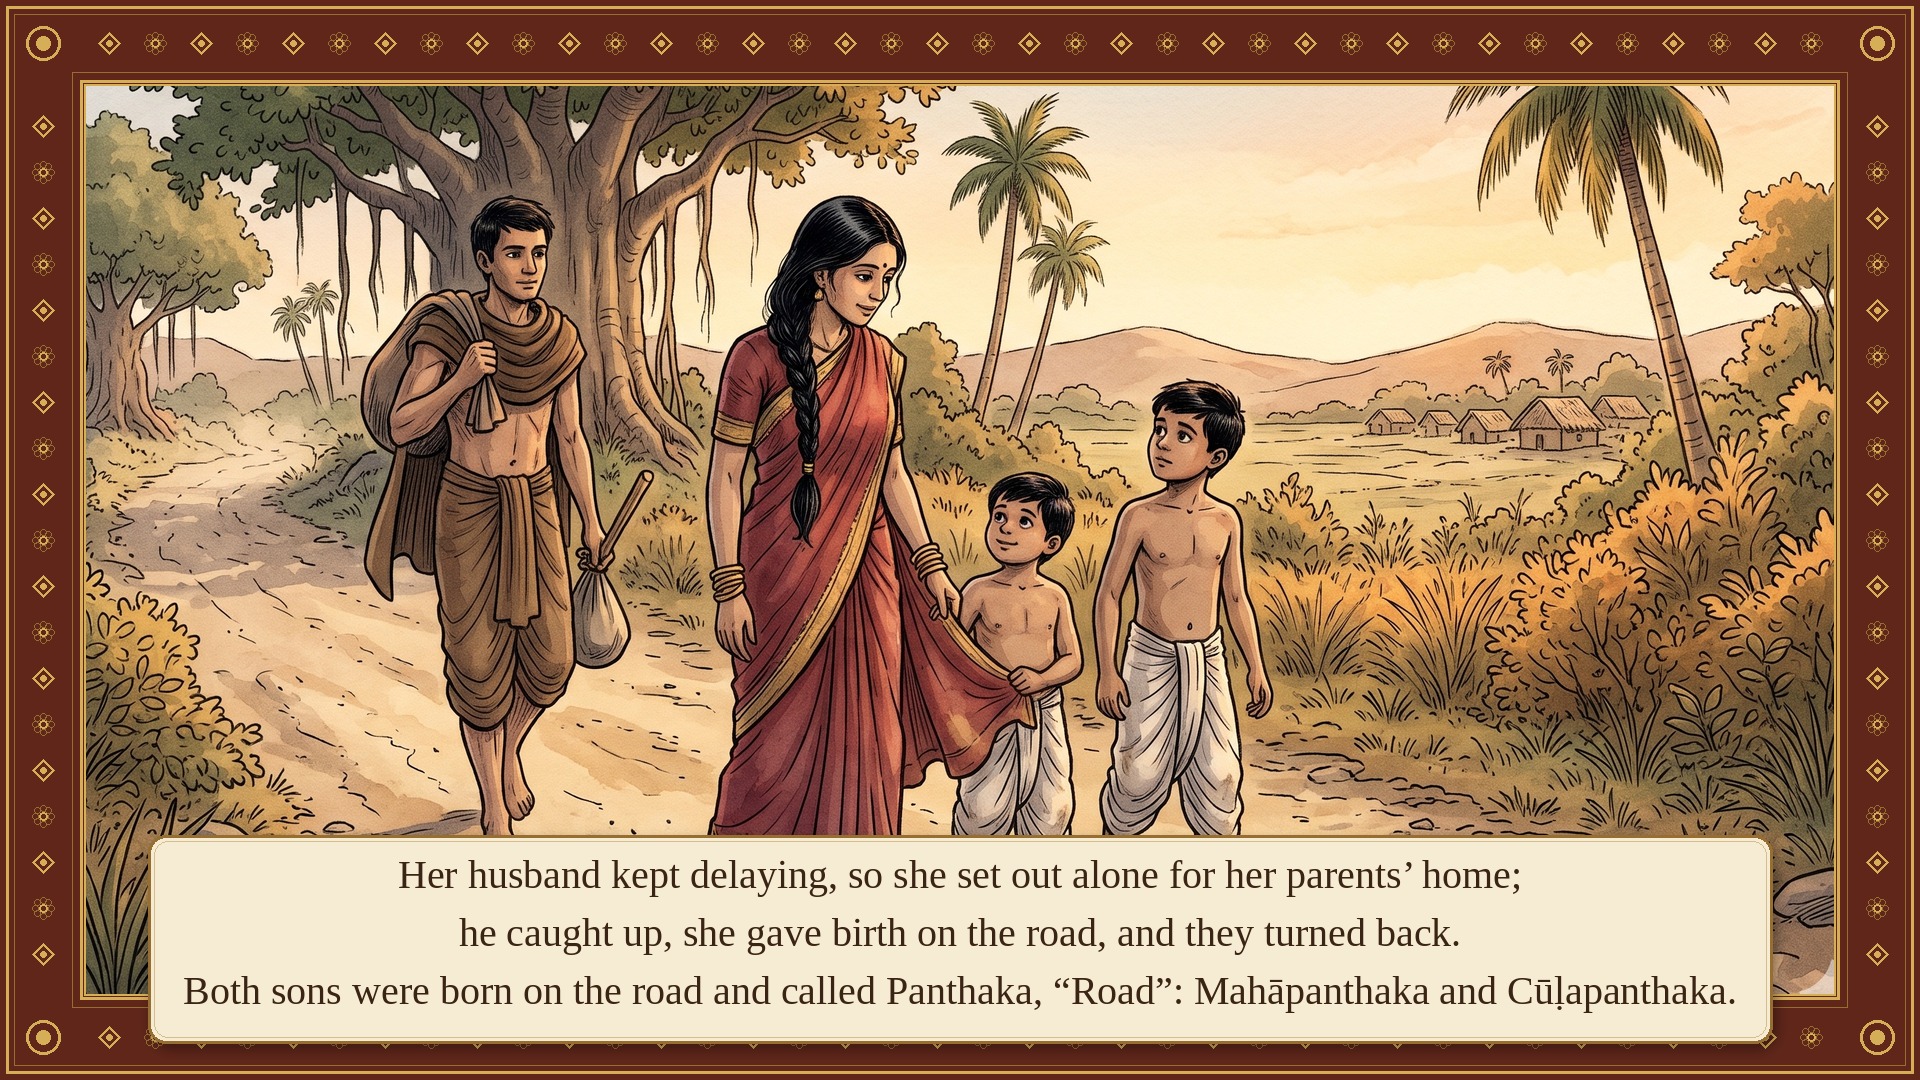 Her husband kept delaying, so she set out alone for her parents’ home;
he caught up, she gave birth on the road, and they turned back.
Both sons were born on the road and called Panthaka, “Road”: Mahāpanthaka and Cūḷapanthaka.